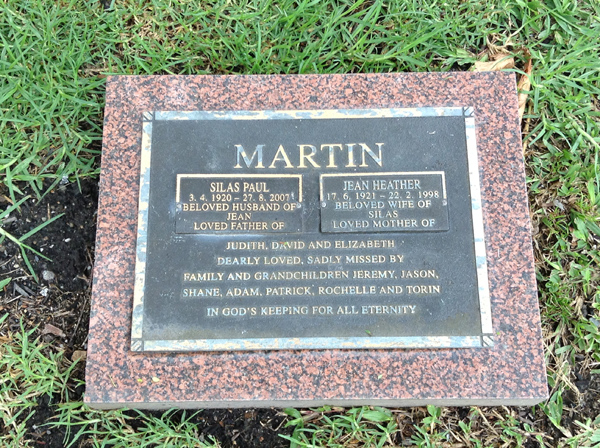 MARTIN
SILAS PAUL
3. 4. 1920 – 27. 8. 2007
BELOVED HUSBAND OF
JEAN
LOVED FATHER OF
JEAN HEATHER
17. 6. 1921 – 22. 2. 1998
BELOVED WIFE OF
SILAS
LOVED MOTHER OF
JUDITH, DAVID AND ELIZABETH
DEARLY LOVED, SADLY MISSED BY
FAMILY AND GRANDCHILDREN JEREMY, JASON,
SHANE, ADAM, PATRICK, ROCHELLE AND TORIN
IN GOD'S KEEPING FOR ALL ETERNITY